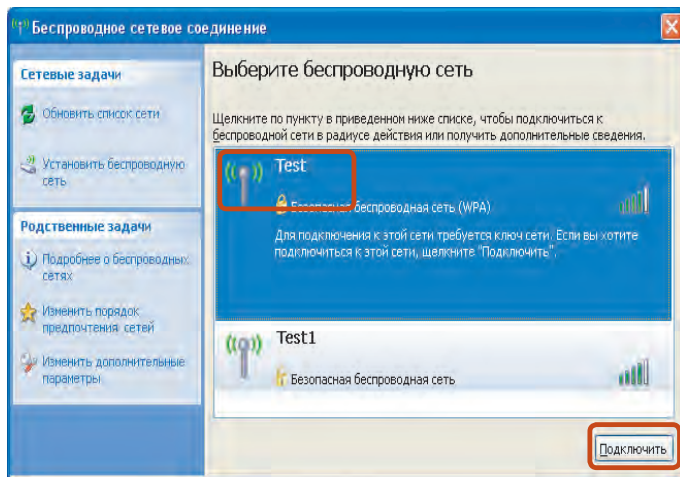 Беспроводное сетевое соединение
Сетевые задачи
Обновить список сети
Установить беспроводную
сеть
Родственные задачи
Подробнее о беспроводных
сетях
Изменить порядок
предпочтения сетей
Изменить дополнительные
параметры
Выберите беспроводную сеть
Щелкните по пункту в приведенном ниже списке, чтобы подключиться к
беспроводной сети в радиусе действия или получить дополнительные сведения.
Test
Безопасная беспроводная сеть (WPA)
Для подключения к этой сети требуется ключ сети. Если вы хотите
подключиться к этой сети, щелкните "Подключить".
Test1
Безопасная беспроводная сеть
Подключить